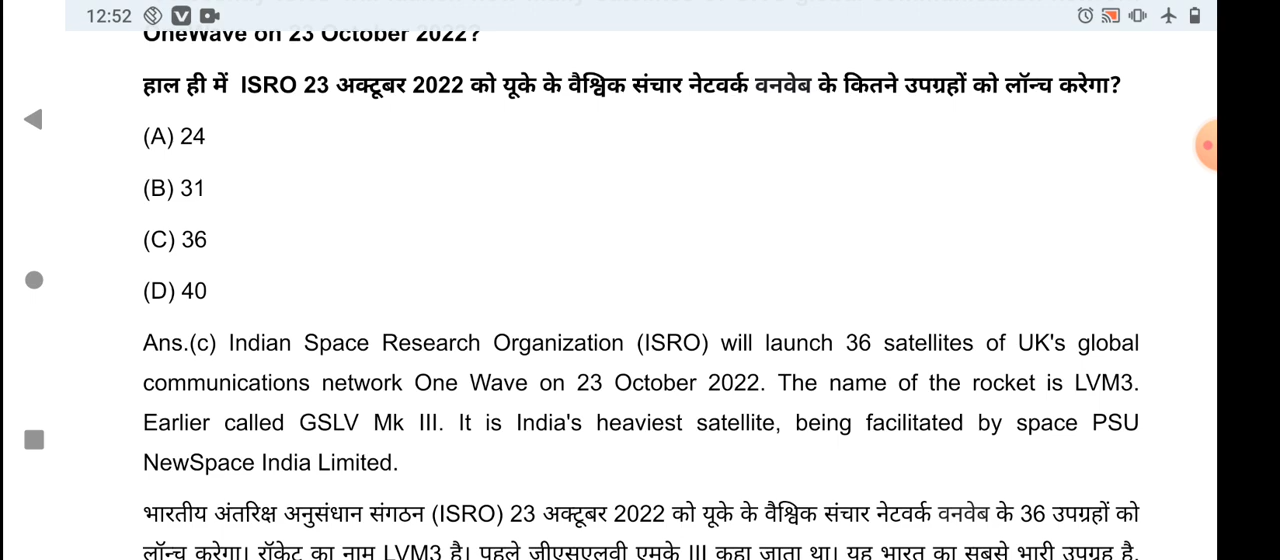 12:52
OneWave on 23 October 2022?
हाल ही में ISRO 23 अक्टूबर 2022 को यूके के वैश्विक संचार नेटवर्क वनवेब के कितने उपग्रहों को लॉन्च करेगा?
(A) 24
(B) 31
(C) 36
(D) 40
Ans.(c) Indian Space Research Organization (ISRO) will launch 36 satellites of UK's global
communications network One Wave on 23 October 2022. The name of the rocket is LVM3.
Earlier called GSLV Mk III. It is India's heaviest satellite, being facilitated by space PSU
NewSpace India Limited.
भारतीय अंतरिक्ष अनुसंधान संगठन (ISRO) 23 अक्टूबर 2022 को यूके के वैश्विक संचार नेटवर्क वनवेब के 36 उपग्रहों को
लॉन्च करेगा। रॉकेट का नाम LVM3 है। पहले जीएसएलवी एमके III कहा जाता था। यह भारत का सबसे भारी उपग्रह है,